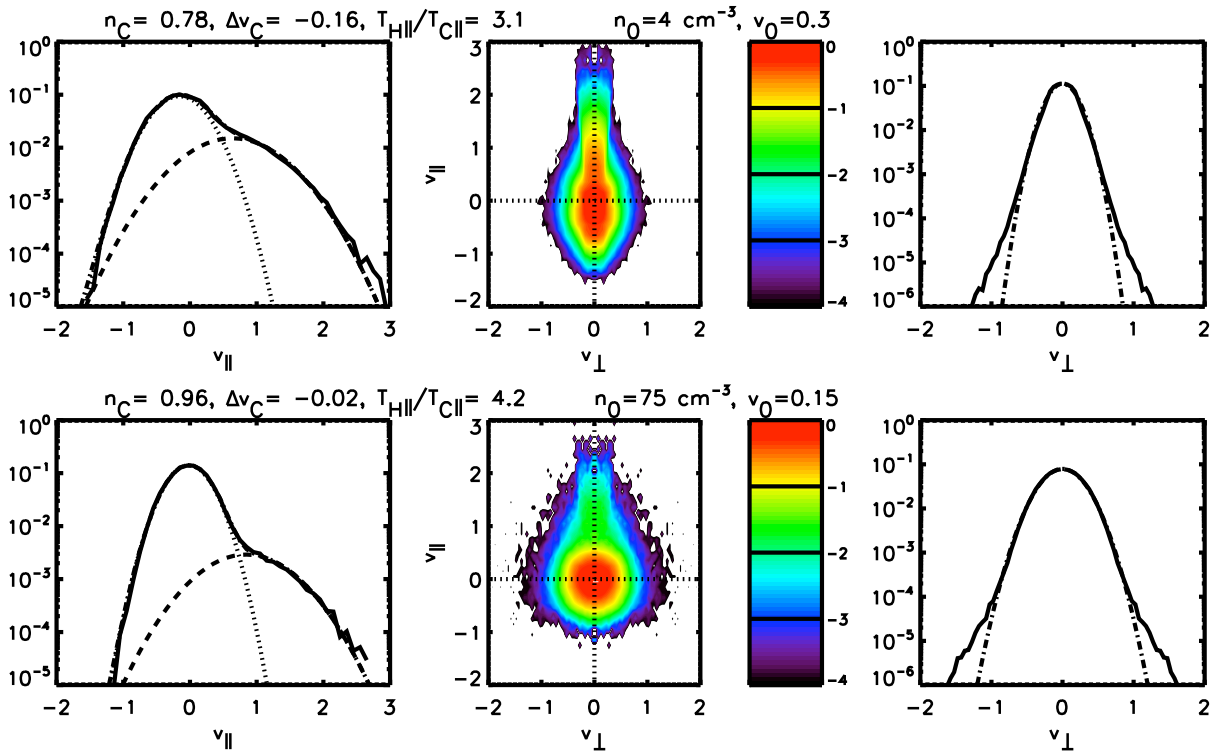 n_C= 0.78, Δv_C= −0.16, T_H∥/T_C∥= 3.1
n_0=4 cm^−3, v_0=0.3
10^0
10^−1
10^−2
10^−3
10^−4
10^−5
−2 −1 0 1 2 3
v_∥
3
2
1
0
−1
−2
v_∥
−2 −1 0 1 2
v_⊥
0
−1
−2
−3
−4
10^0
10^−1
10^−2
10^−3
10^−4
10^−5
10^−6
−2 −1 0 1 2
v_⊥
n_C= 0.96, Δv_C= −0.02, T_H∥/T_C∥= 4.2
n_0=75 cm^−3, v_0=0.15
10^0
10^−1
10^−2
10^−3
10^−4
10^−5
−2 −1 0 1 2 3
v_∥
3
2
1
0
−1
−2
v_∥
−2 −1 0 1 2
v_⊥
0
−1
−2
−3
−4
10^0
10^−1
10^−2
10^−3
10^−4
10^−5
10^−6
−2 −1 0 1 2
v_⊥